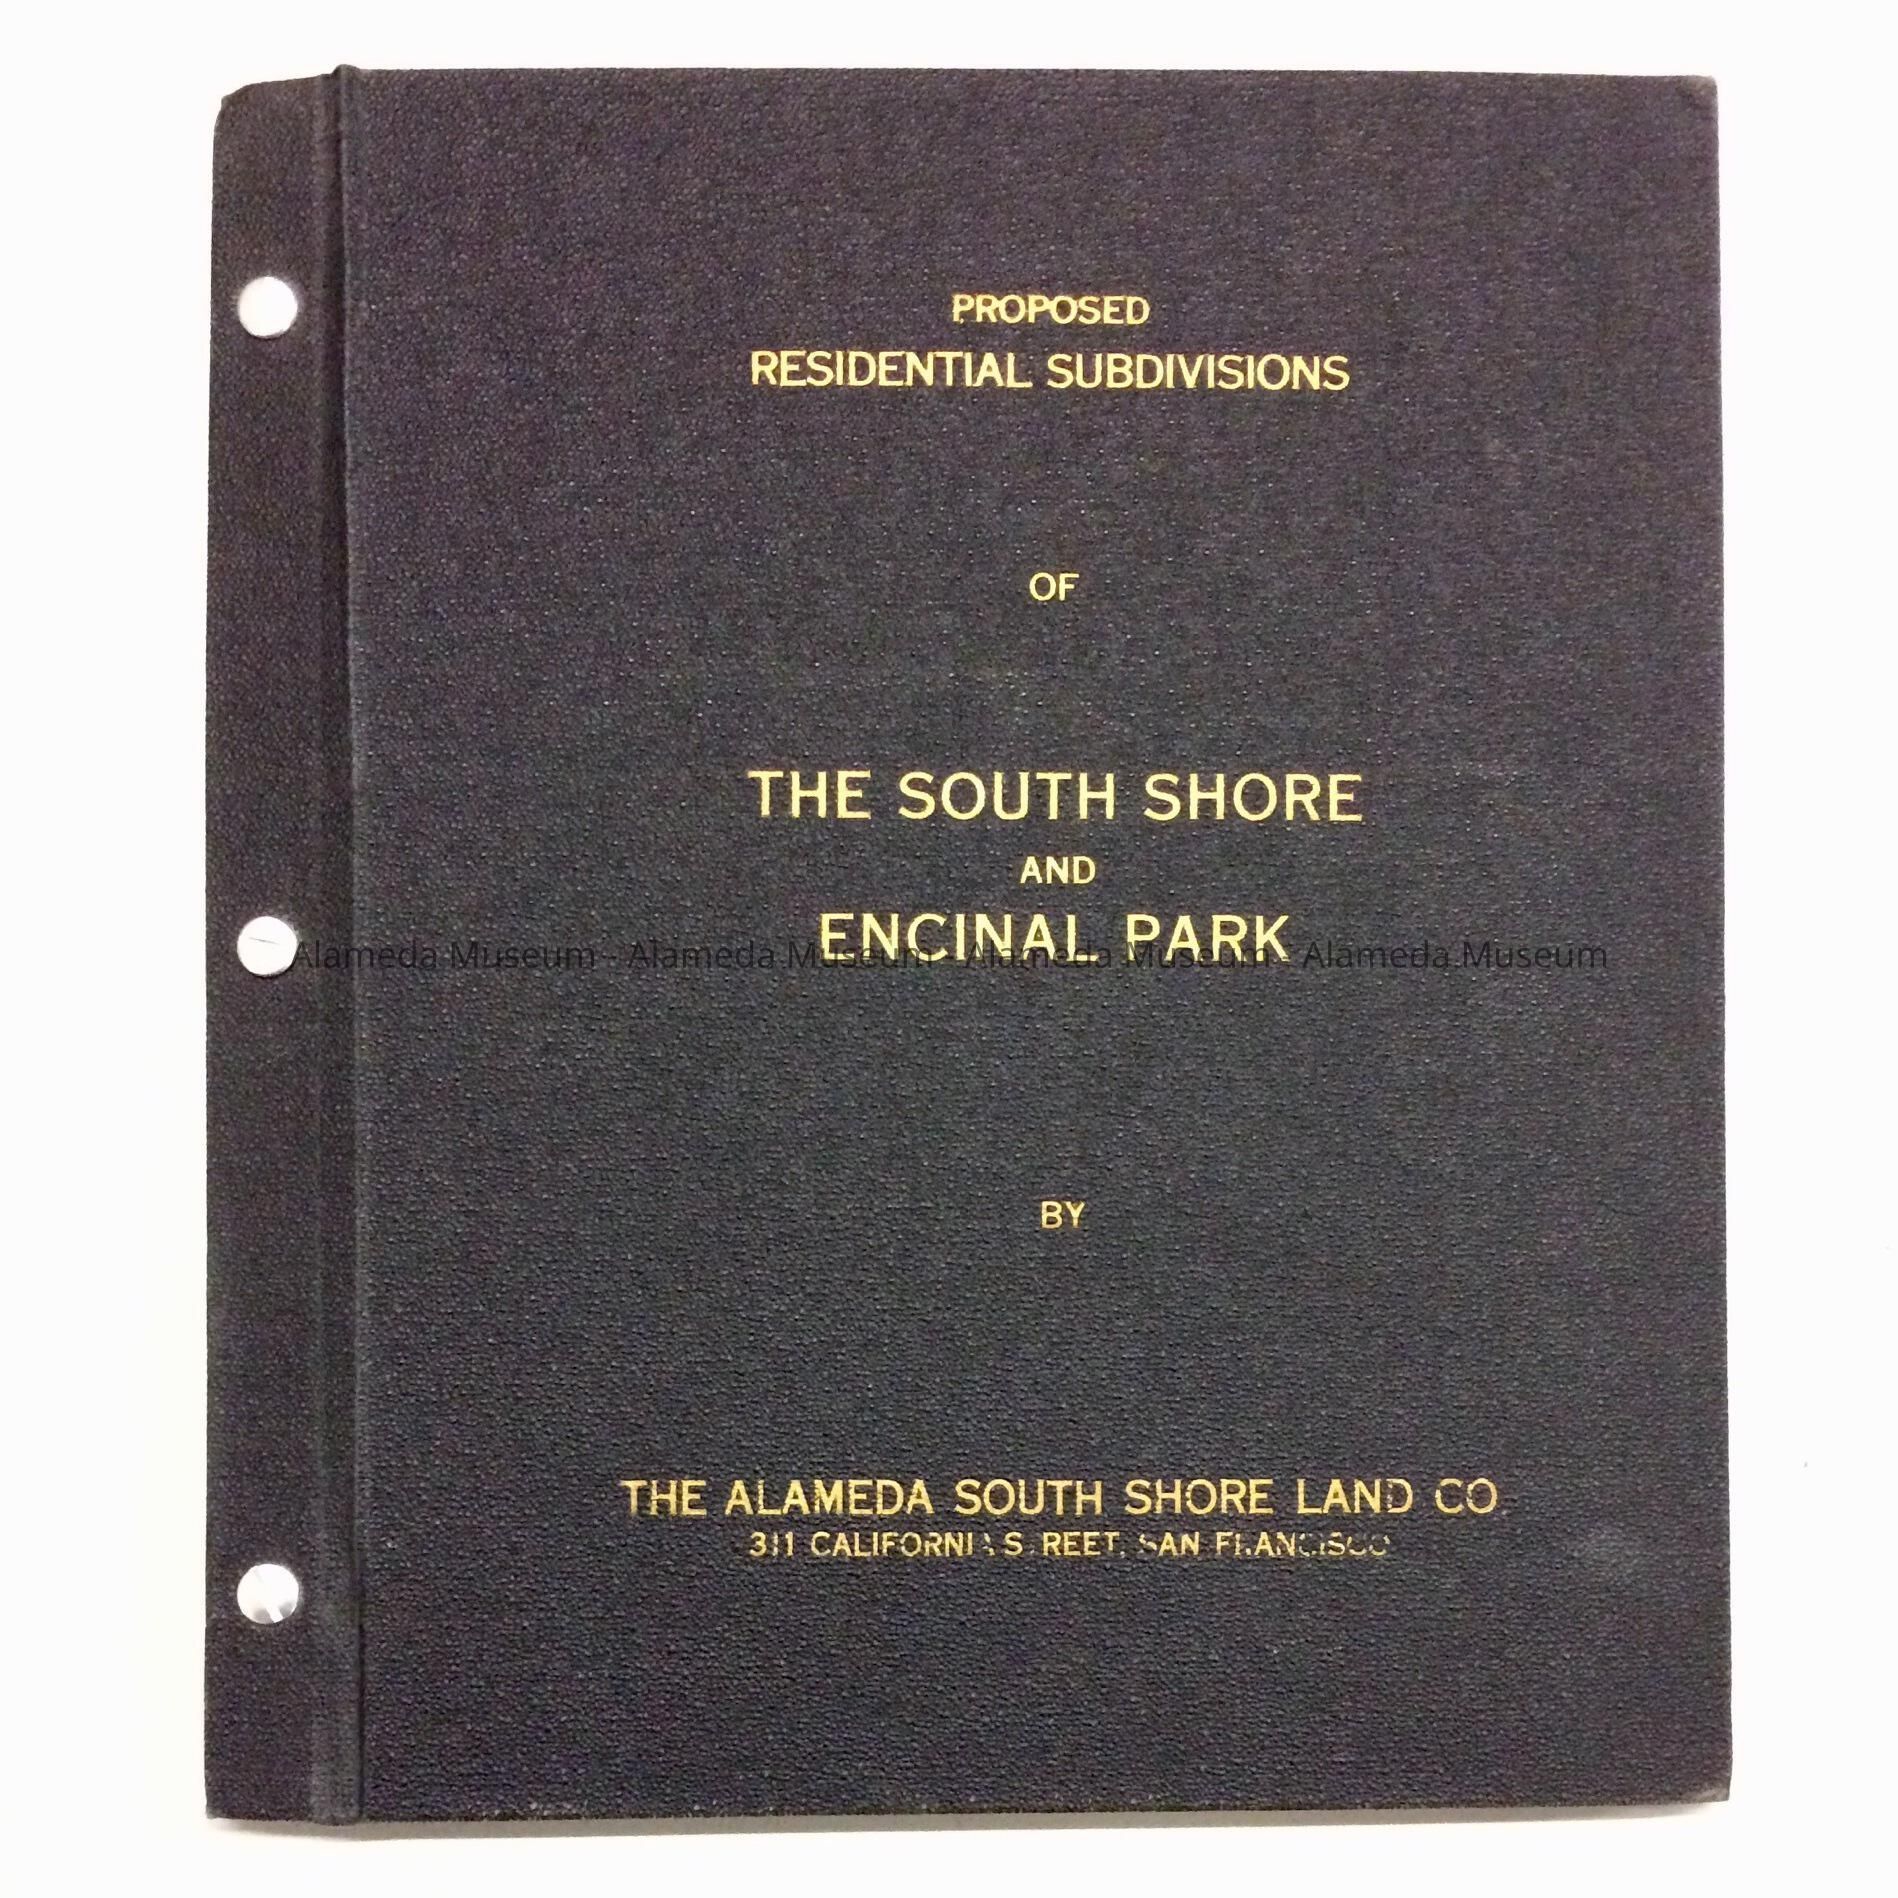 PROPOSED
RESIDENTIAL SUBDIVISIONS
OF
THE SOUTH SHORE
AND
ENCINAL PARK
Alameda Museum - Alameda Museum - Alameda Museum - Alameda Museum
BY
THE ALAMEDA SOUTH SHORE LAND CO
311 CALIFORNIA STREET, SAN FRANCISCO